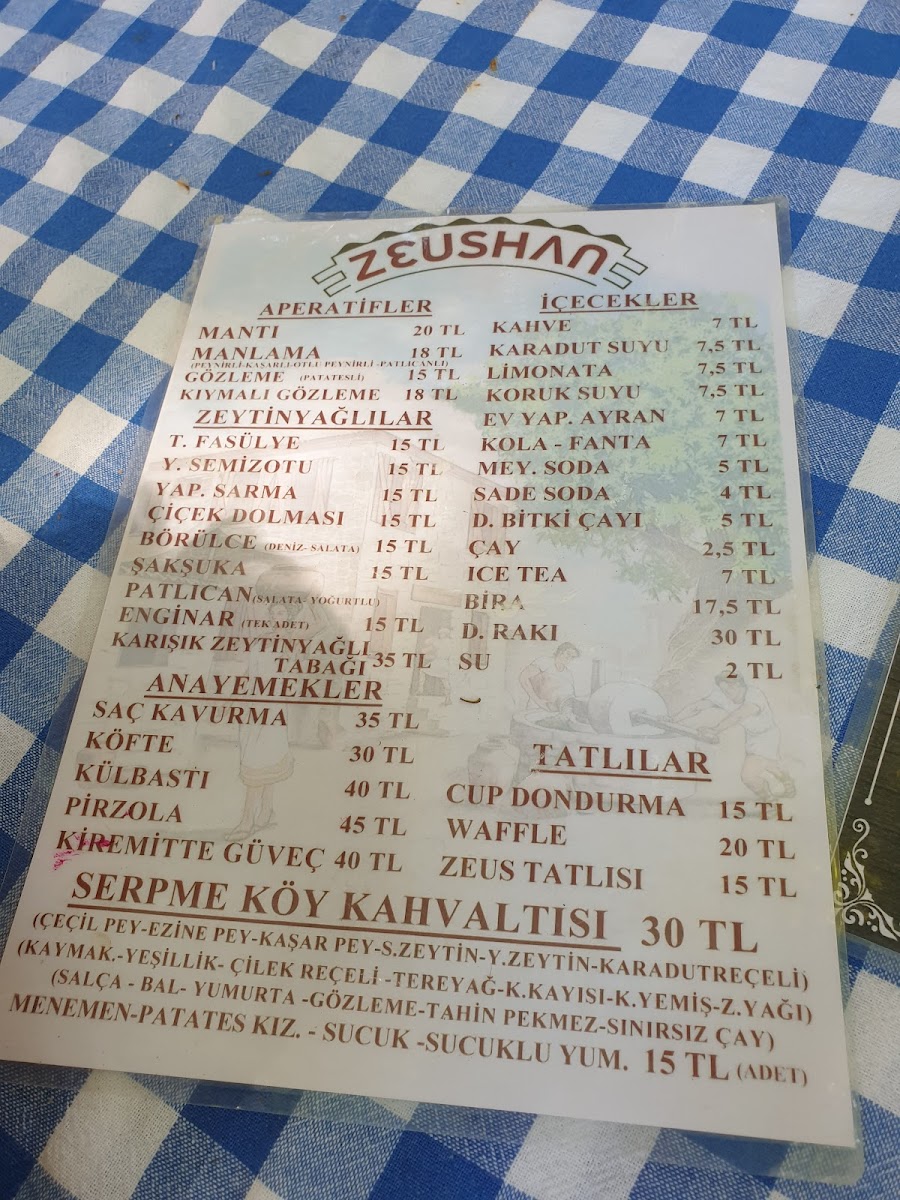 ZEUSHAN
APERATİFLER
MANTI 20 TL
MANLAMA 18 TL
(PEYNİRLİ-KAŞARLI-OTLU PEYNİRLİ -PATLICANLI)
GÖZLEME (PATATESLİ) 15 TL
KIYMALI GÖZLEME 18 TL
ZEYTİNYAĞLILAR
T. FASÜLYE 15 TL
Y. SEMİZOTU 15 TL
YAP. SARMA 15 TL
ÇİÇEK DOLMASI 15 TL
BÖRÜLCE (DENİZ- SALATA) 15 TL
ŞAKŞUKA 15 TL
PATLICAN(SALATA- YOĞURTLU)
ENGİNAR (TEK ADET) 15 TL
KARIŞIK ZEYTİNYAĞLI
TABAĞI 35 TL
ANAYEMEKLER
SAÇ KAVURMA 35 TL
KÖFTE 30 TL
KÜLBASTI 40 TL
PİRZOLA 45 TL
KİREMİTTE GÜVEÇ 40 TL
İÇECEKLER
KAHVE 7 TL
KARADUT SUYU 7,5 TL
LİMONATA 7,5 TL
KORUK SUYU 7,5 TL
EV YAP. AYRAN 7 TL
KOLA - FANTA 7 TL
MEY. SODA 5 TL
SADE SODA 4 TL
D. BİTKİ ÇAYI 5 TL
ÇAY 2,5 TL
ICE TEA 7 TL
BİRA 17,5 TL
D. RAKI 30 TL
SU 2 TL
TATLILAR
CUP DONDURMA 15 TL
WAFFLE 20 TL
ZEUS TATLISI 15 TL
SERPME KÖY KAHVALTISI 30 TL
(ÇEÇİL PEY-EZİNE PEY-KAŞAR PEY-S.ZEYTİN-Y.ZEYTİN-KARADUTREÇELİ)
(KAYMAK.-YEŞİLLİK- ÇİLEK REÇELİ -TEREYAĞ-K.KAYISI-K.YEMİŞ-Z.YAĞI)
(SALÇA - BAL- YUMURTA -GÖZLEME-TAHİN PEKMEZ-SINIRSIZ ÇAY)
MENEMEN-PATATES KIZ. - SUCUK -SUCUKLU YUM. 15 TL (ADET)